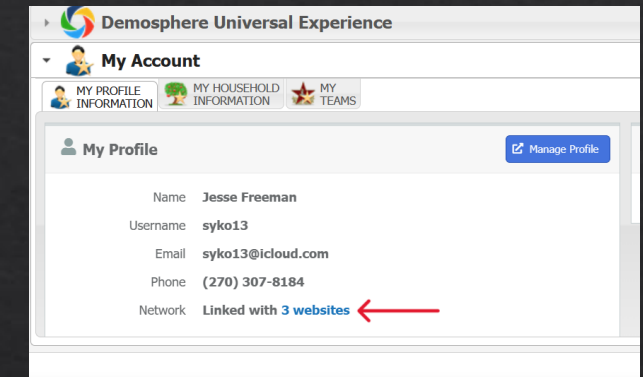 Demosphere Universal Experience
My Account
MY PROFILE INFORMATION
MY HOUSEHOLD INFORMATION
MY TEAMS
My Profile
Manage Profile
Name Jesse Freeman
Username syko13
Email syko13@icloud.com
Phone (270) 307-8184
Network Linked with 3 websites